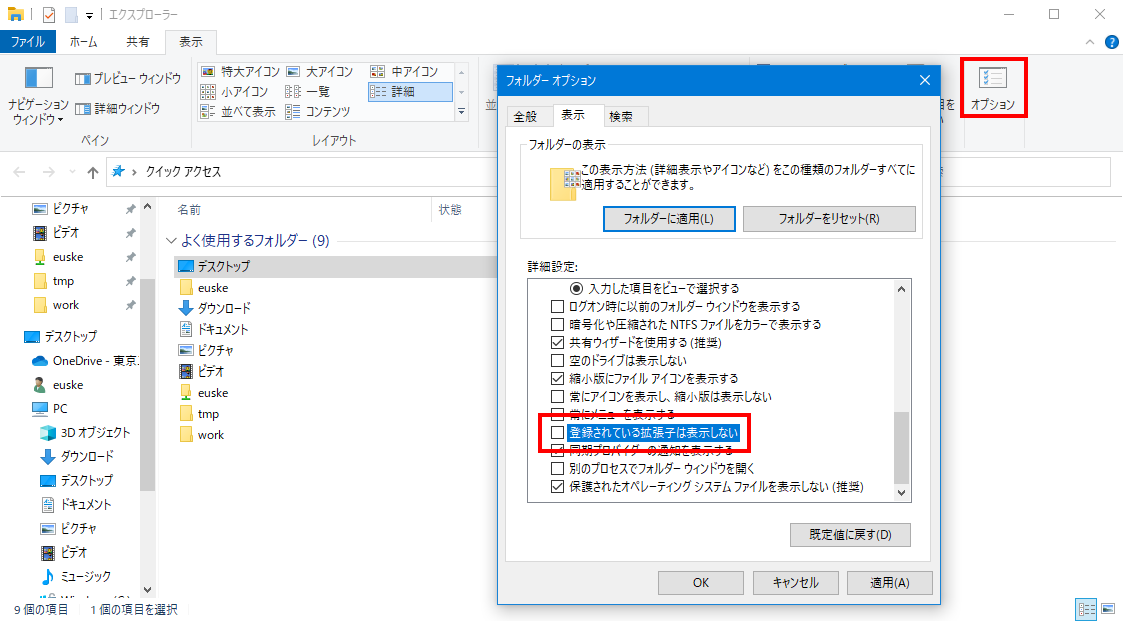 エクスプローラー
ファイル ホーム 共有 表示
ナビゲーション
ウィンドウ
プレビュー ウィンドウ
詳細ウィンドウ
ペイン
特大アイコン 大アイコン 中アイコン
小アイコン 一覧 詳細
並べて表示 コンテンツ
レイアウト
オプション
クイック アクセス
ピクチャ
ビデオ
euske
tmp
work
デスクトップ
OneDrive - 東京
euske
PC
3D オブジェクト
ダウンロード
デスクトップ
ドキュメント
ピクチャ
ビデオ
ミュージック
名前 状態
よく使用するフォルダー (9)
デスクトップ
euske
ダウンロード
ドキュメント
ピクチャ
ビデオ
euske
tmp
work
9 個の項目 1 個の項目を選択
フォルダー オプション
全般 表示 検索
フォルダーの表示
この表示方法 (詳細表示やアイコンなど) をこの種類のフォルダーすべてに
適用することができます。
フォルダーに適用(L) フォルダーをリセット(R)
詳細設定:
入力した項目をビューで選択する
ログオン時に以前のフォルダー ウィンドウを表示する
暗号化や圧縮された NTFS ファイルをカラーで表示する
共有ウィザードを使用する (推奨)
空のドライブは表示しない
縮小版にファイル アイコンを表示する
常にアイコンを表示し、縮小版は表示しない
常にメニューを表示する
登録されている拡張子は表示しない
同期プロバイダーの通知を表示する
別のプロセスでフォルダー ウィンドウを開く
保護されたオペレーティング システム ファイルを表示しない (推奨)
既定値に戻す(D)
OK キャンセル 適用(A)